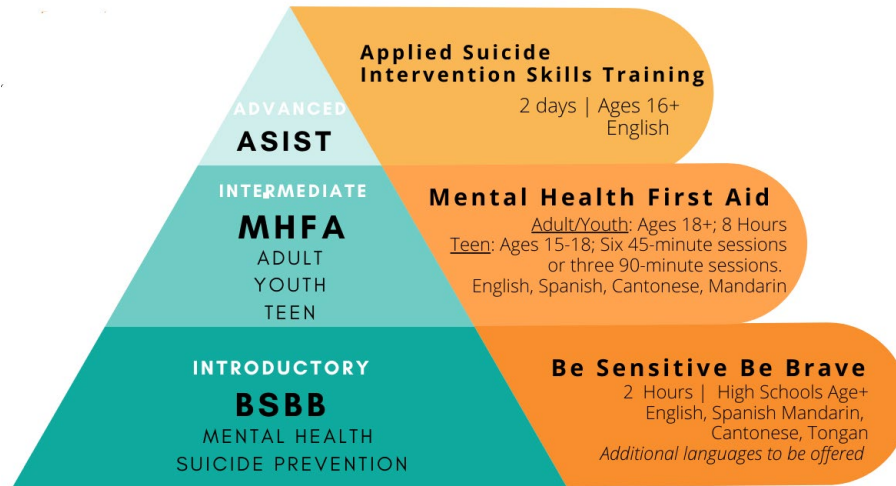 ADVANCED
ASIST
Applied Suicide
Intervention Skills Training
2 days | Ages 16+
English
INTERMEDIATE
MHFA
ADULT
YOUTH
TEEN
Mental Health First Aid
Adult/Youth: Ages 18+; 8 Hours
Teen: Ages 15-18; Six 45-minute sessions
or three 90-minute sessions.
English, Spanish, Cantonese, Mandarin
INTRODUCTORY
BSBB
MENTAL HEALTH
SUICIDE PREVENTION
Be Sensitive Be Brave
2 Hours | High Schools Age+
English, Spanish Mandarin,
Cantonese, Tongan
Additional languages to be offered